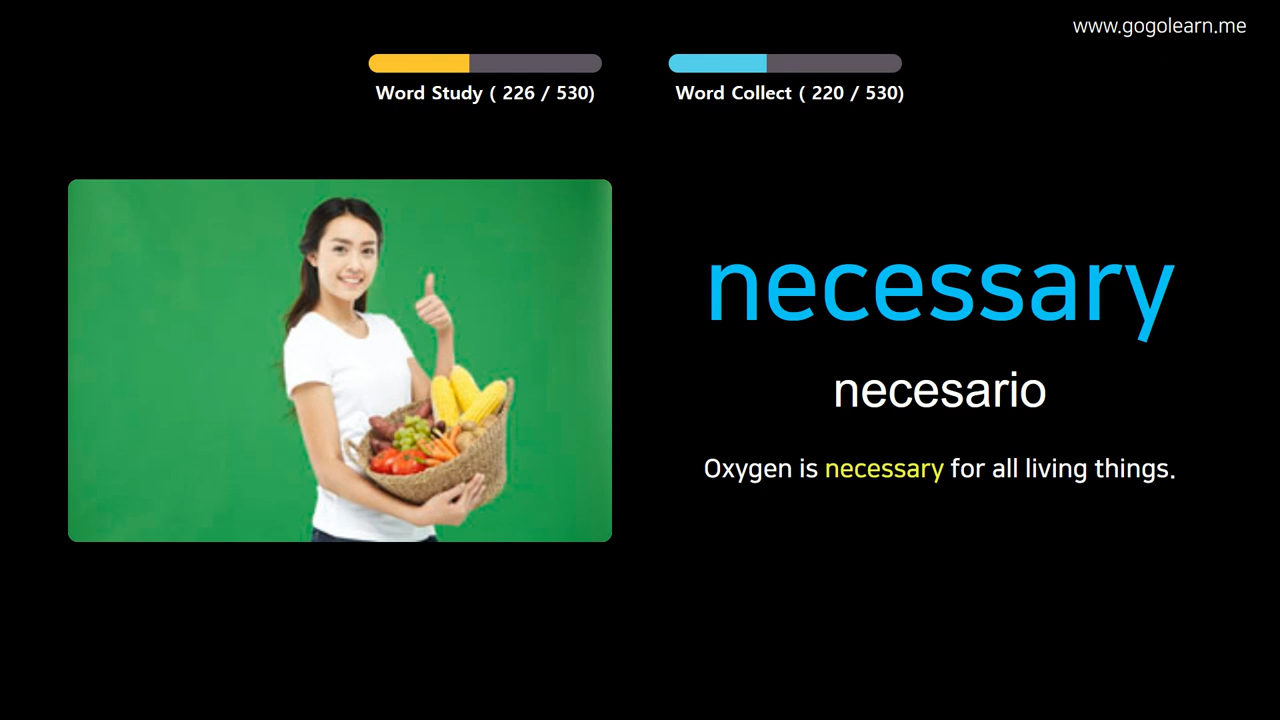 www.gogolearn.me
Word Study ( 226 / 530)
Word Collect ( 220 / 530)
necessary
necesario
Oxygen is necessary for all living things.